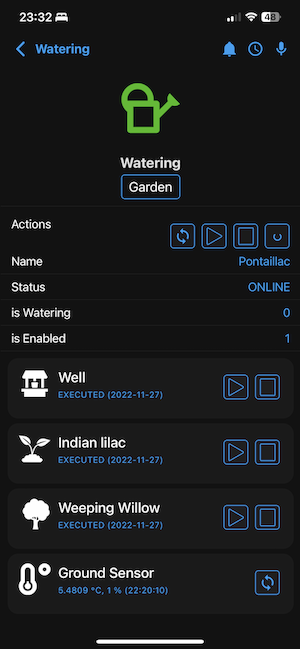 23:32
48
Watering
Watering
Garden
Actions
Name Pontaillac
Status ONLINE
is Watering 0
is Enabled 1
Well
EXECUTED (2022-11-27)
Indian lilac
EXECUTED (2022-11-27)
Weeping Willow
EXECUTED (2022-11-27)
Ground Sensor
5.4809 °C, 1 % (22:20:10)